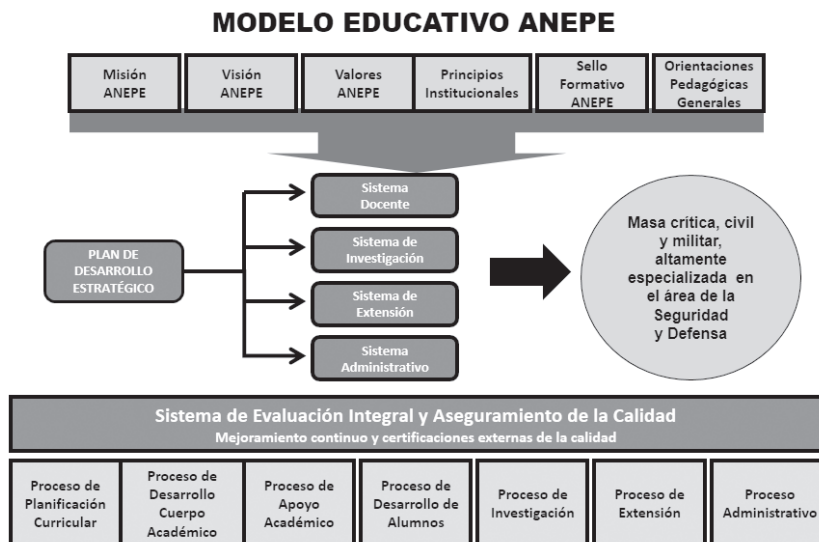 MODELO EDUCATIVO ANEPE
Misión
ANEPE
Visión
ANEPE
Valores
ANEPE
Principios
Institucionales
Sello
Formativo
ANEPE
Orientaciones
Pedagógicas
Generales
PLAN DE
DESARROLLO
ESTRATÉGICO
Sistema
Docente
Sistema de
Investigación
Sistema de
Extensión
Sistema
Administrativo
Masa crítica, civil
y militar,
altamente
especializada en
el área de la
Seguridad
y Defensa
Sistema de Evaluación Integral y Aseguramiento de la Calidad
Mejoramiento continuo y certificaciones externas de la calidad
Proceso de
Planificación
Curricular
Proceso de
Desarrollo
Cuerpo
Académico
Proceso de
Apoyo
Académico
Proceso de
Desarrollo de
Alumnos
Proceso de
Investigación
Proceso de
Extensión
Proceso
Administrativo